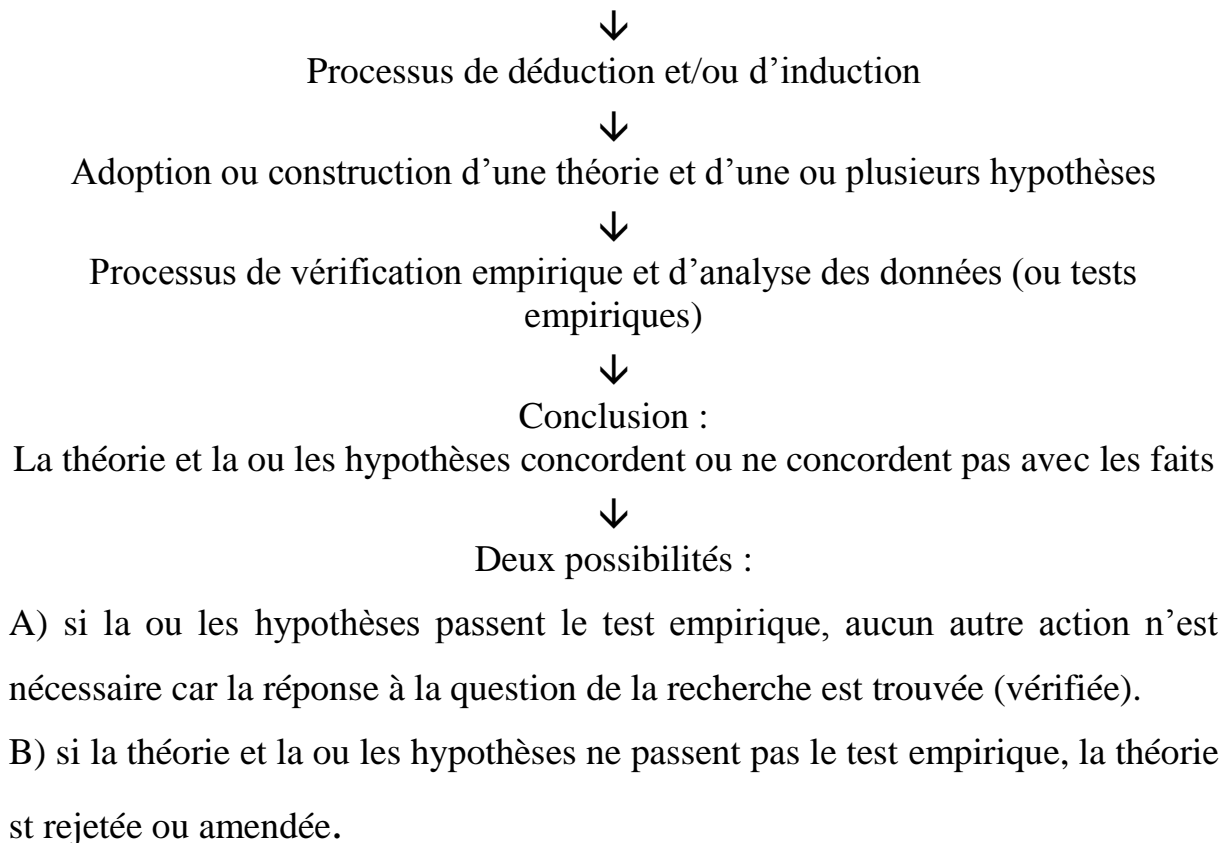 ↓
Processus de déduction et/ou d’induction
↓
Adoption ou construction d’une théorie et d’une ou plusieurs hypothèses
↓
Processus de vérification empirique et d’analyse des données (ou tests
empiriques)
↓
Conclusion :
La théorie et la ou les hypothèses concordent ou ne concordent pas avec les faits
↓
Deux possibilités :
A) si la ou les hypothèses passent le test empirique, aucun autre action n’est
nécessaire car la réponse à la question de la recherche est trouvée (vérifiée).
B) si la théorie et la ou les hypothèses ne passent pas le test empirique, la théorie
st rejetée ou amendée.